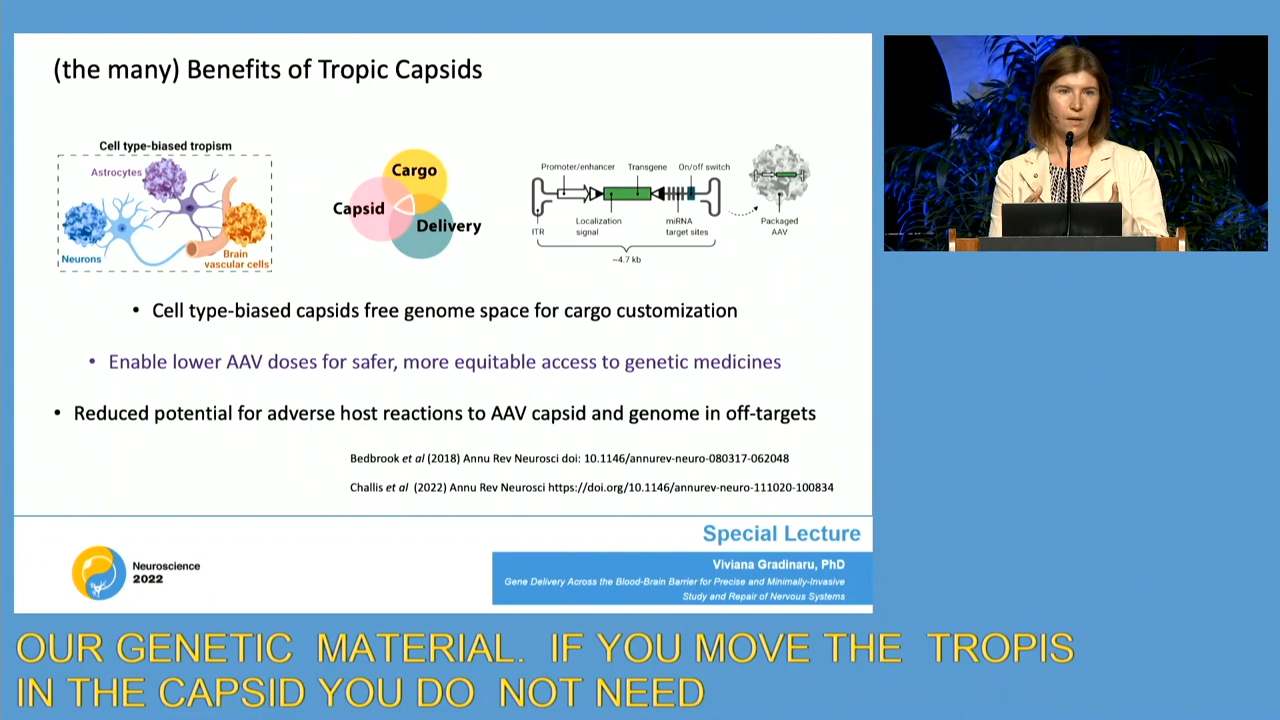 (the many) Benefits of Tropic Capsids
Cell type-biased tropism
Astrocytes
Neurons
Brain
vascular cells
Cargo
Capsid
Delivery
Promoter/enhancer
Transgene
On/off switch
ITR
Localization
signal
miRNA
target sites
Packaged
AAV
~4.7 kb
• Cell type-biased capsids free genome space for cargo customization
• Enable lower AAV doses for safer, more equitable access to genetic medicines
• Reduced potential for adverse host reactions to AAV capsid and genome in off-targets
Bedbrook et al (2018) Annu Rev Neurosci doi: 10.1146/annurev-neuro-080317-062048
Challis et al (2022) Annu Rev Neurosci https://doi.org/10.1146/annurev-neuro-111020-100834
Special Lecture
Neuroscience
2022
Viviana Gradinaru, PhD
Gene Delivery Across the Blood-Brain Barrier for Precise and Minimally-Invasive
Study and Repair of Nervous Systems
OUR GENETIC MATERIAL. IF YOU MOVE THE TROPIS
IN THE CAPSID YOU DO NOT NEED